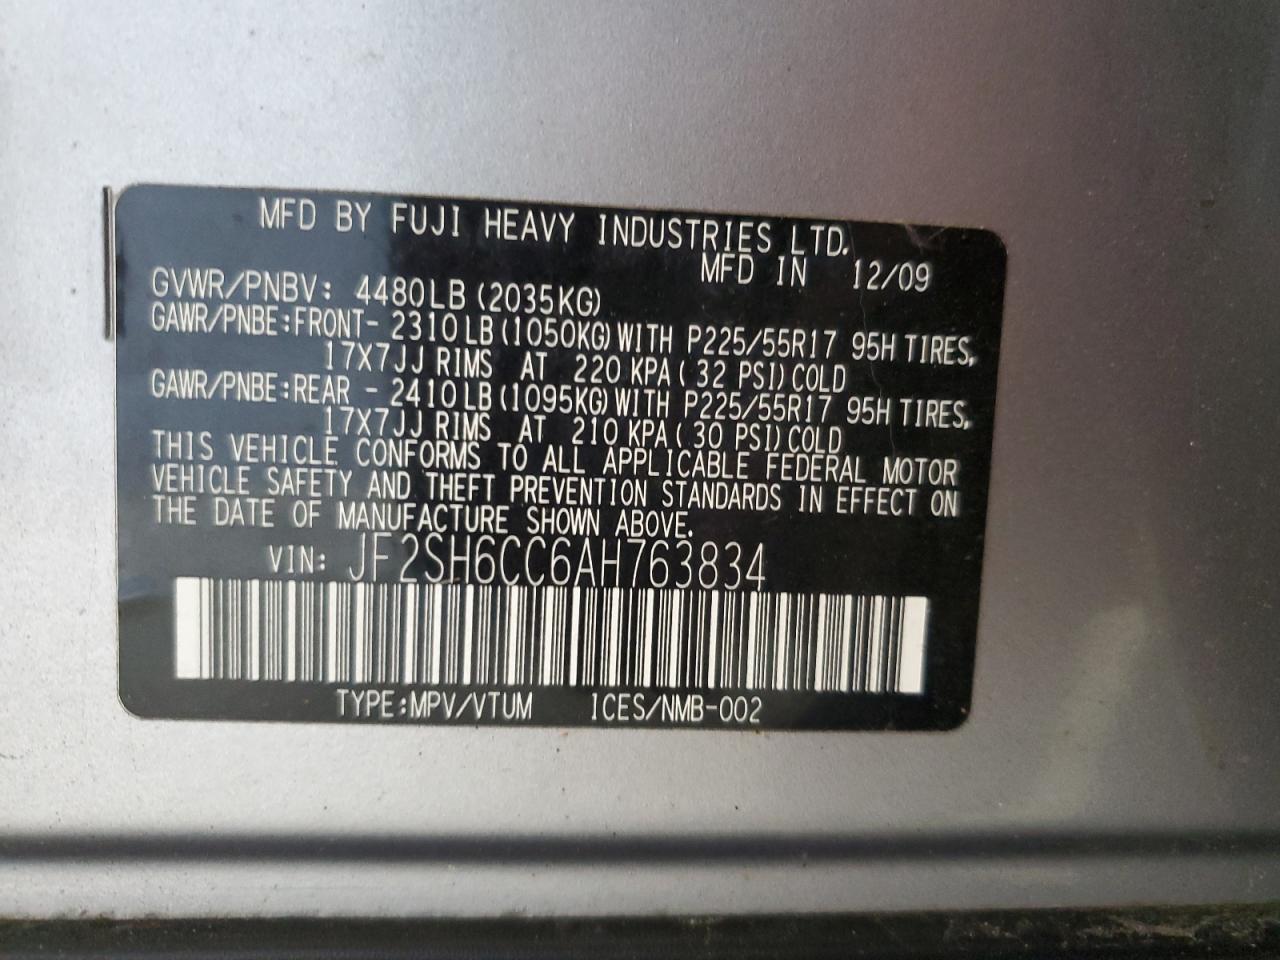 MFD BY FUJI HEAVY INDUSTRIES LTD.
MFD IN 12/09
GVWR/PNBV: 4480LB (2035KG)
GAWR/PNBE:FRONT- 2310LB (1050KG) WITH P225/55R17 95H TIRES,
17X7JJ RIMS AT 220 KPA ( 32 PSI) COLD
GAWR/PNBE:REAR - 2410LB (1095KG) WITH P225/55R17 95H TIRES,
17X7JJ RIMS AT 210 KPA ( 30 PSI) COLD
THIS VEHICLE CONFORMS TO ALL APPLICABLE FEDERAL MOTOR
VEHICLE SAFETY AND THEFT PREVENTION STANDARDS IN EFFECT ON
THE DATE OF MANUFACTURE SHOWN ABOVE.
VIN: JF2SH6CC6AH763834
TYPE:MPV/VTUM ICES/NMB-002